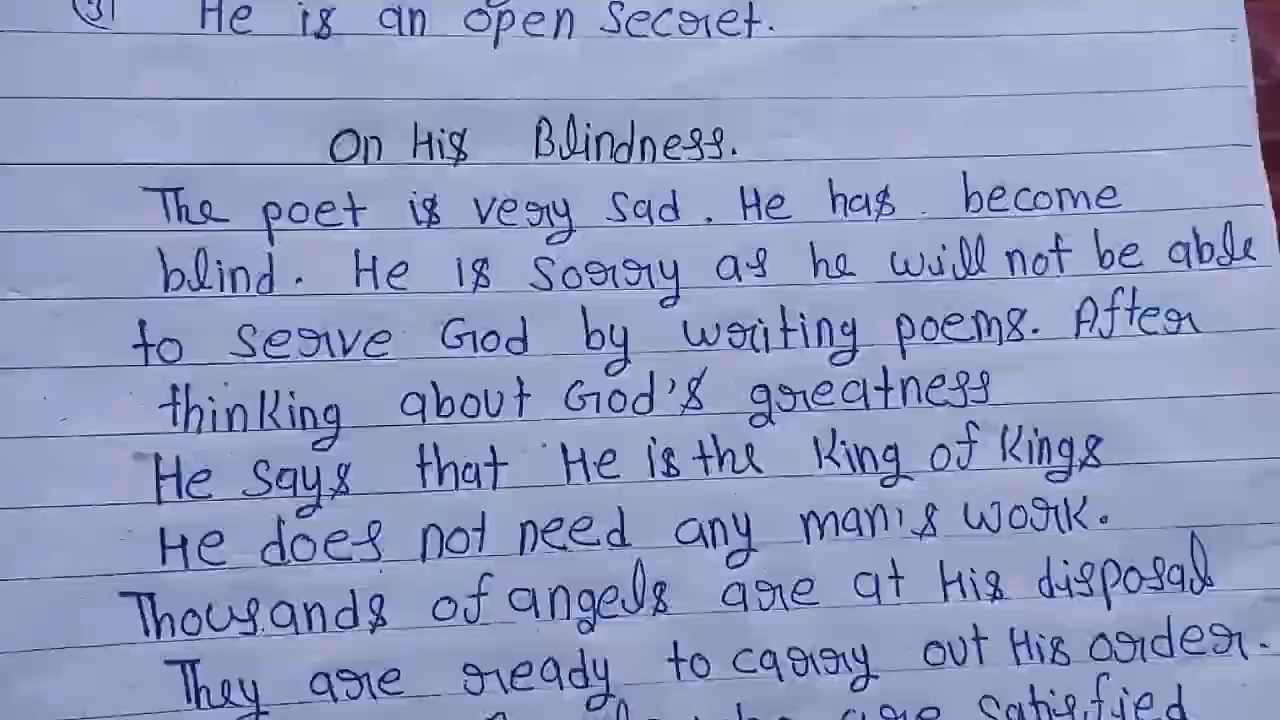 (3) He is an open secret.
On His Blindness.
The poet is very sad. He has become
blind. He is sorry as he will not be able
to serve God by writing poems. After
thinking about God's greatness
He says that He is the King of Kings
He does not need any man's work.
Thousands of angels are at His disposal
They are ready to carry out His order.
are satisfied